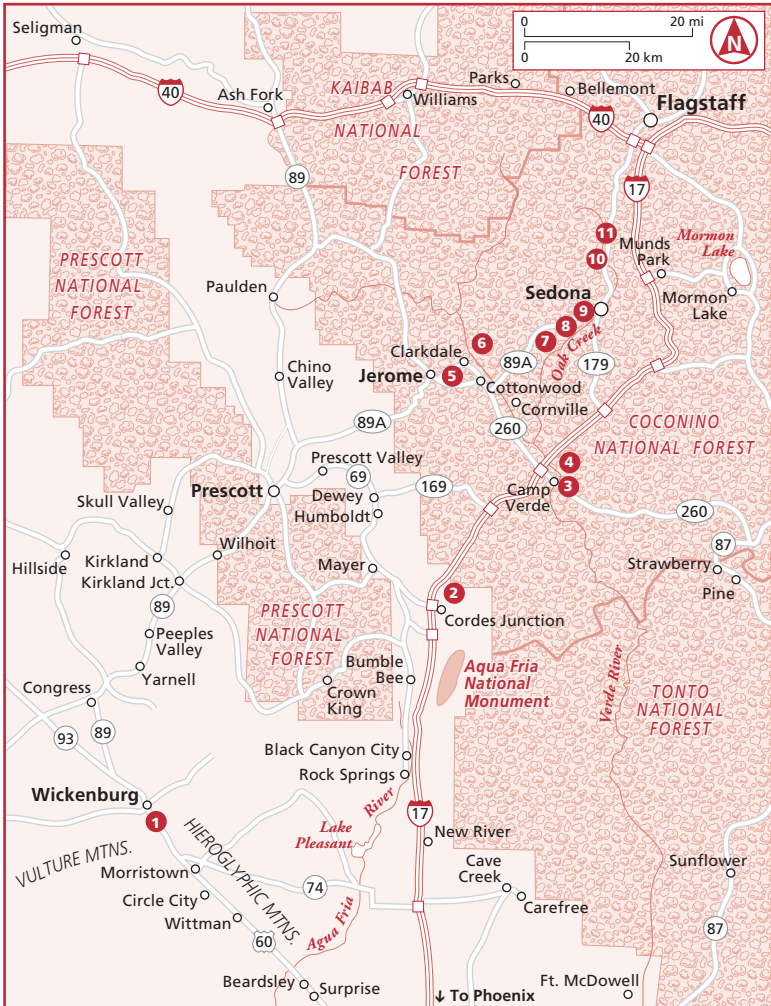 Seligman
0 20 mi
0 20 km
N
40
Ash Fork
KAIBAB
NATIONAL
FOREST
Williams
Parks
Bellemont
Flagstaff
40
17
89
PRESCOTT
NATIONAL
FOREST
11
10
Munds
Park
Mormon
Lake
Mormon
Lake
Paulden
Sedona
9
8
7
6
Oak Creek
Clarkdale
89A
179
Jerome
5
Chino
Valley
Cottonwood
Cornville
260
COCONINO
NATIONAL FOREST
89A
4
Prescott Valley
69
Prescott
Dewey
Humboldt
169
Camp
Verde
3
260
Skull Valley
87
Hillside
Kirkland
Kirkland Jct.
Wilhoit
Mayer
Strawberry
Pine
89
2
Cordes Junction
PRESCOTT
NATIONAL
FOREST
Peeples
Valley
Yarnell
Bumble
Bee
Aqua Fria
National
Monument
Verde River
Congress
Crown
King
TONTO
NATIONAL
FOREST
93
89
Black Canyon City
Rock Springs
Wickenburg
1
River
17
Lake
Pleasant
New River
VULTURE MTNS.
HIEROGLYPHIC MTNS.
Morristown
Cave
Creek
Sunflower
74
Circle City
Carefree
Wittman
Agua Fria
60
87
Beardsley
Surprise
↓ To Phoenix
Ft. McDowell